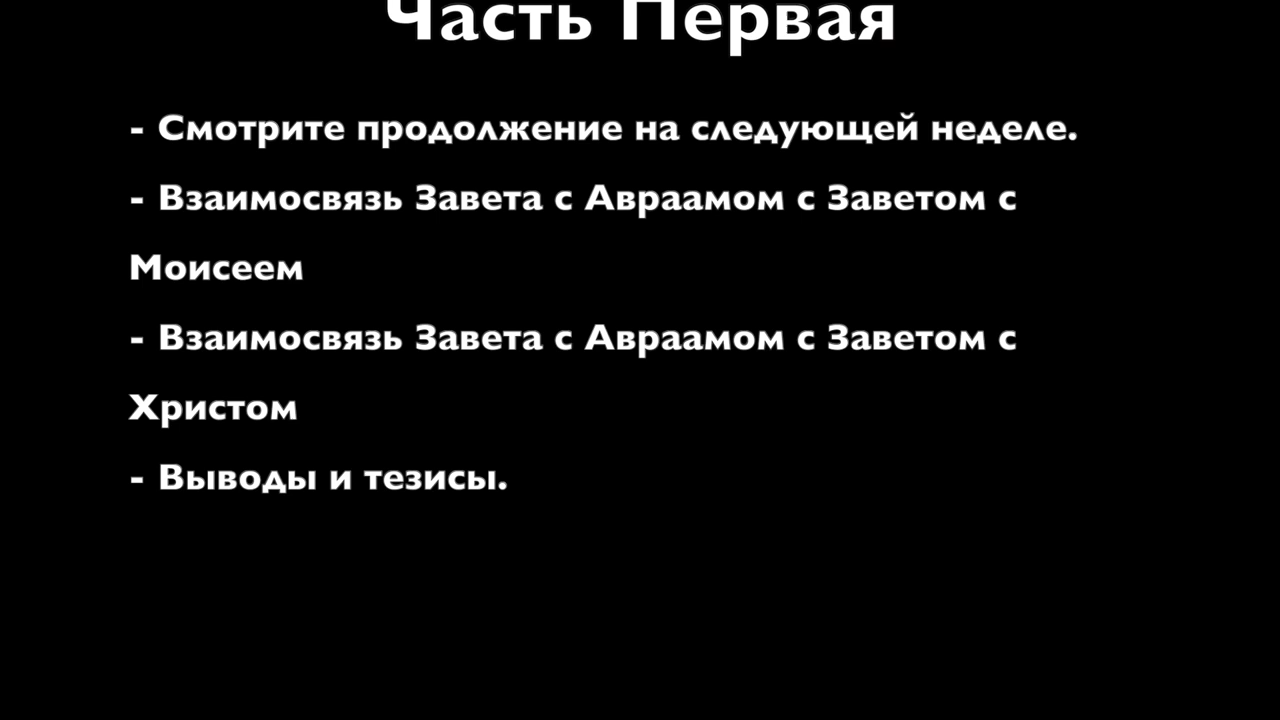 Часть Первая
- Смотрите продолжение на следующей неделе.
- Взаимосвязь Завета с Авраамом с Заветом с
Моисеем
- Взаимосвязь Завета с Авраамом с Заветом с
Христом
- Выводы и тезисы.